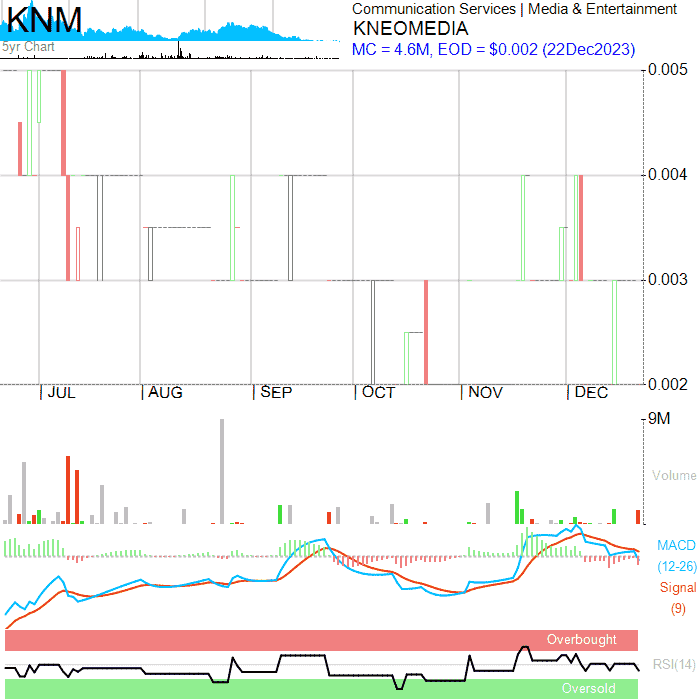 KNM
5yr Chart
Communication Services | Media & Entertainment
KNEOMEDIA
MC = 4.6M, EOD = $0.002 (22Dec2023)
0.005
0.004
0.003
0.002
JUL
AUG
SEP
OCT
NOV
DEC
9M
Volume
MACD
(12-26)
Signal
(9)
Overbought
RSI(14)
Oversold